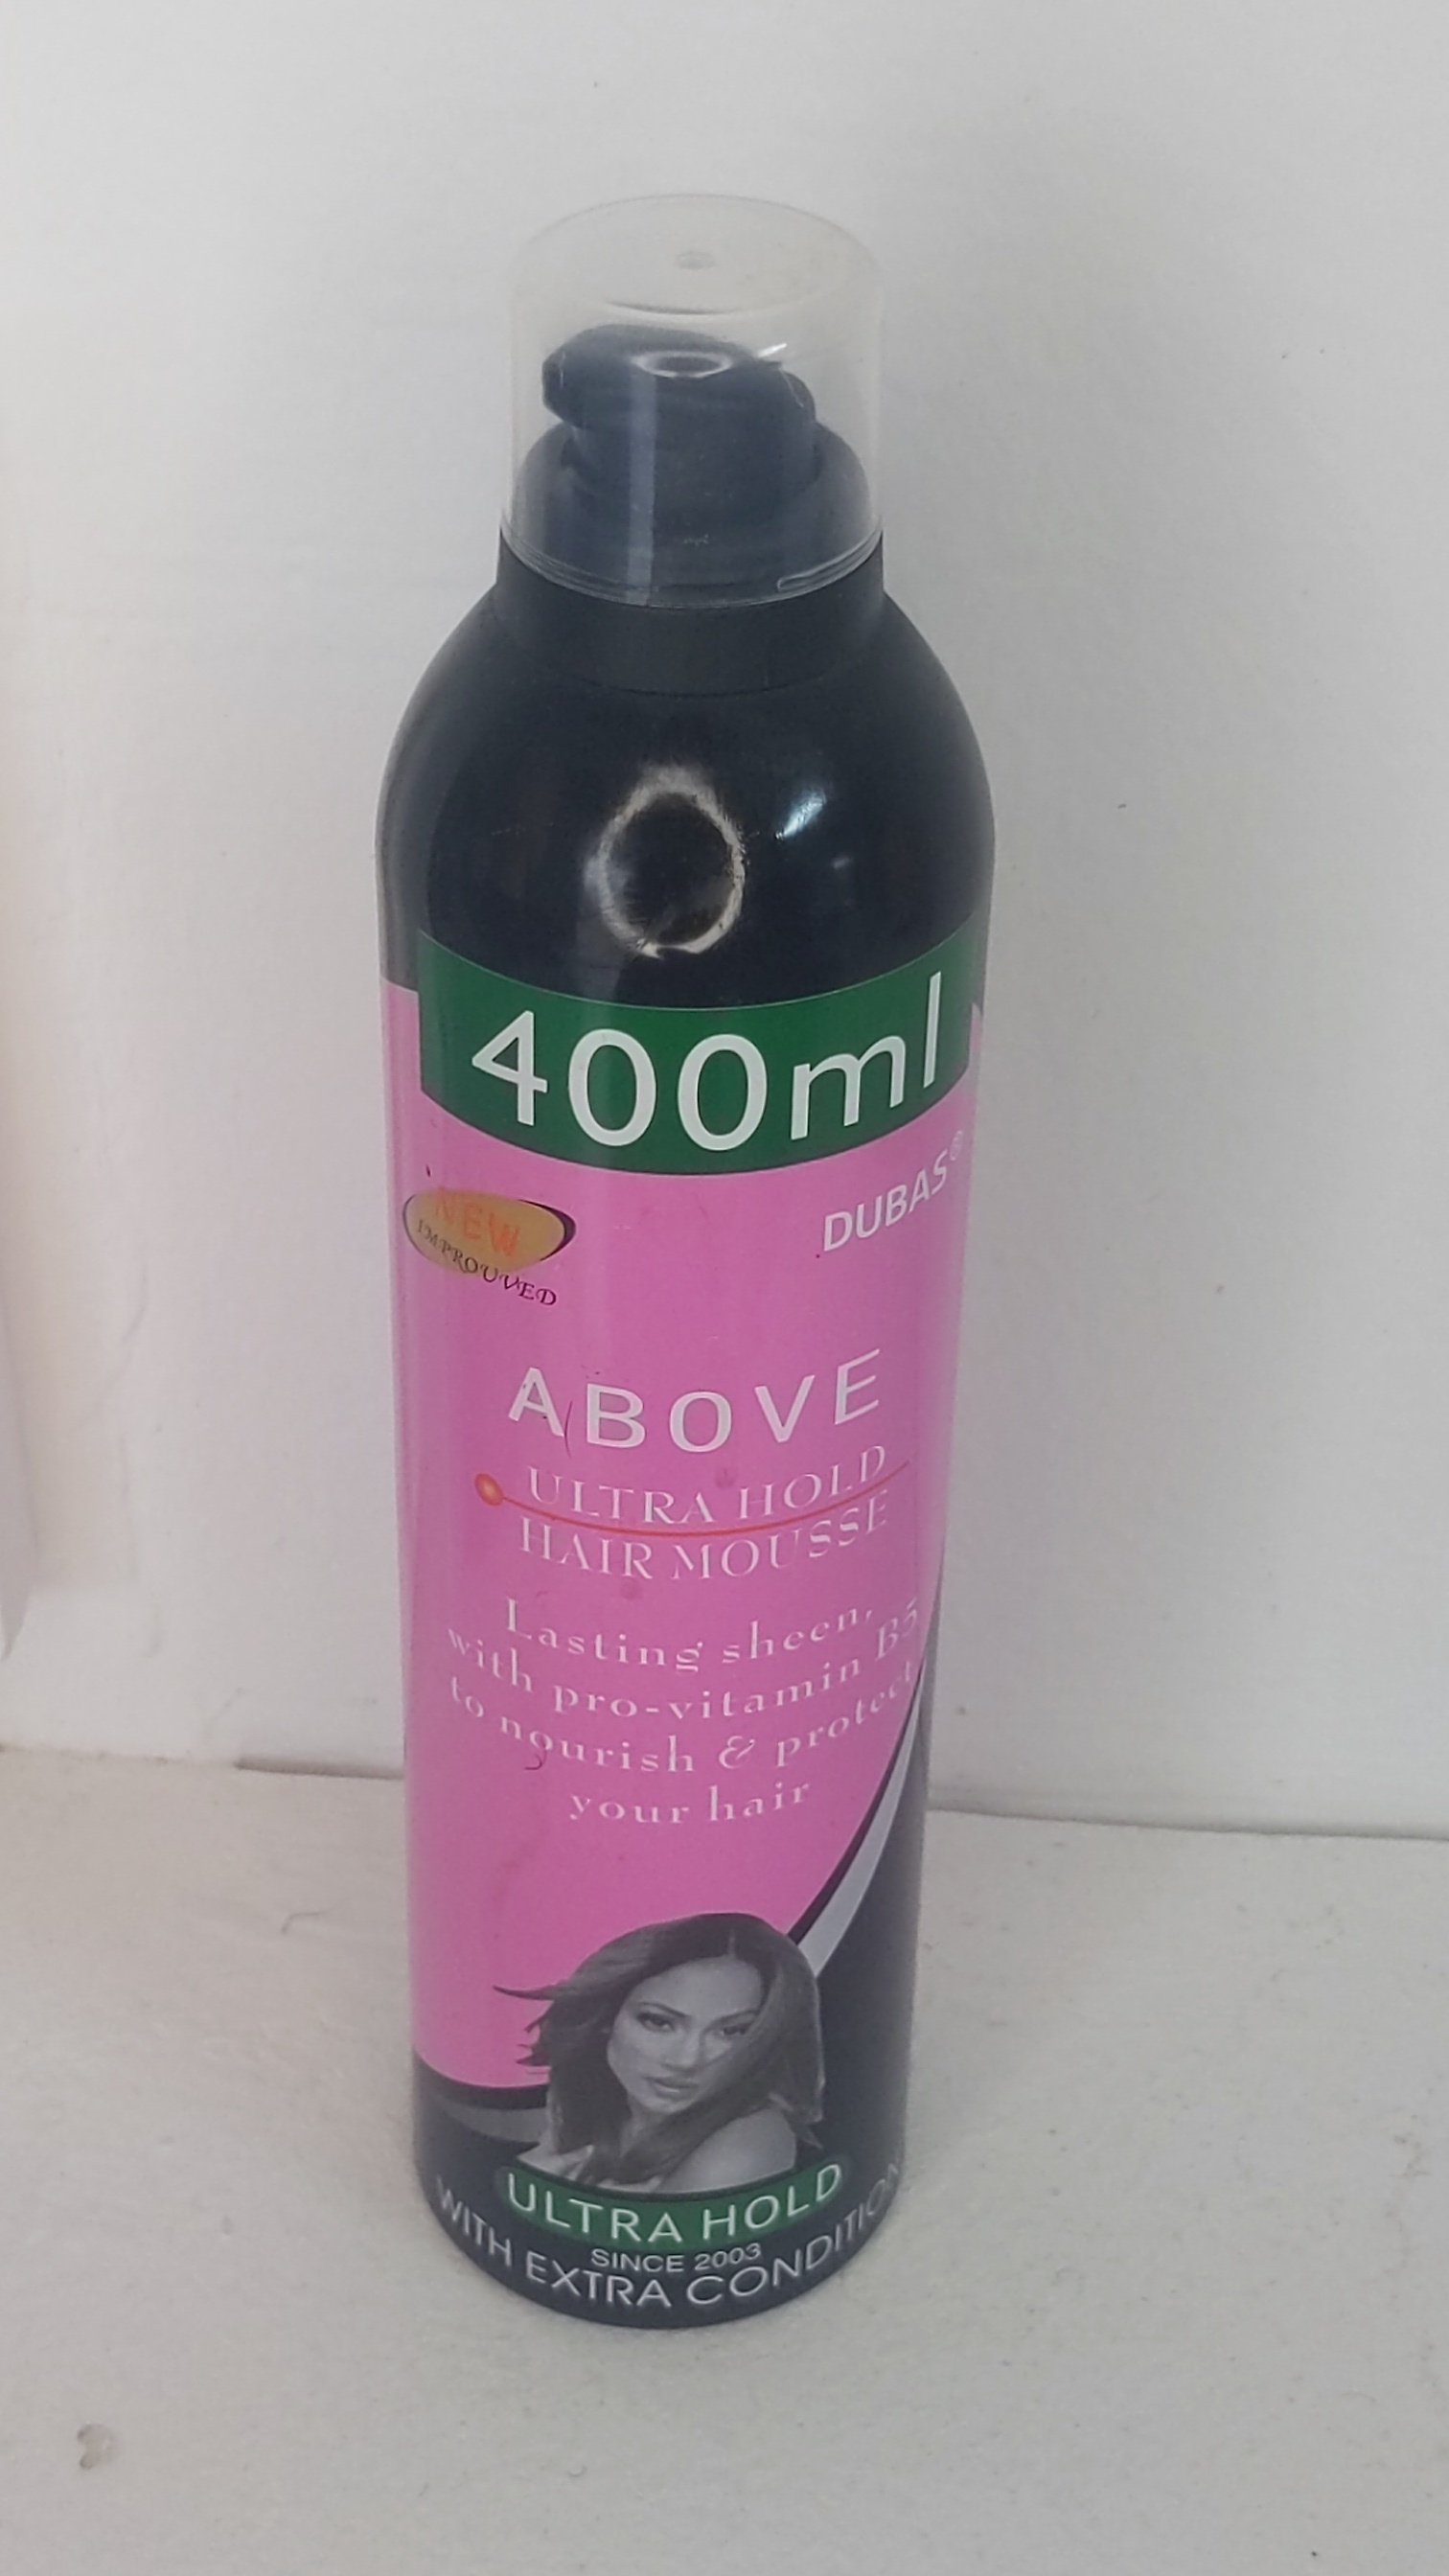 400ml
DUBAS®
NEW
IMPROUVED
ABOVE
ULTRA HOLD
HAIR MOUSSE
Lasting sheen,
with pro-vitamin B5
to nourish & protect
your hair
ULTRA HOLD
SINCE 2003
WITH EXTRA CONDITION